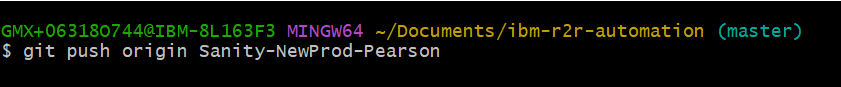 GMX+06318O744@IBM-8L163F3 MINGW64 ~/Documents/ibm-r2r-automation (master)
$ git push origin Sanity-NewProd-Pearson